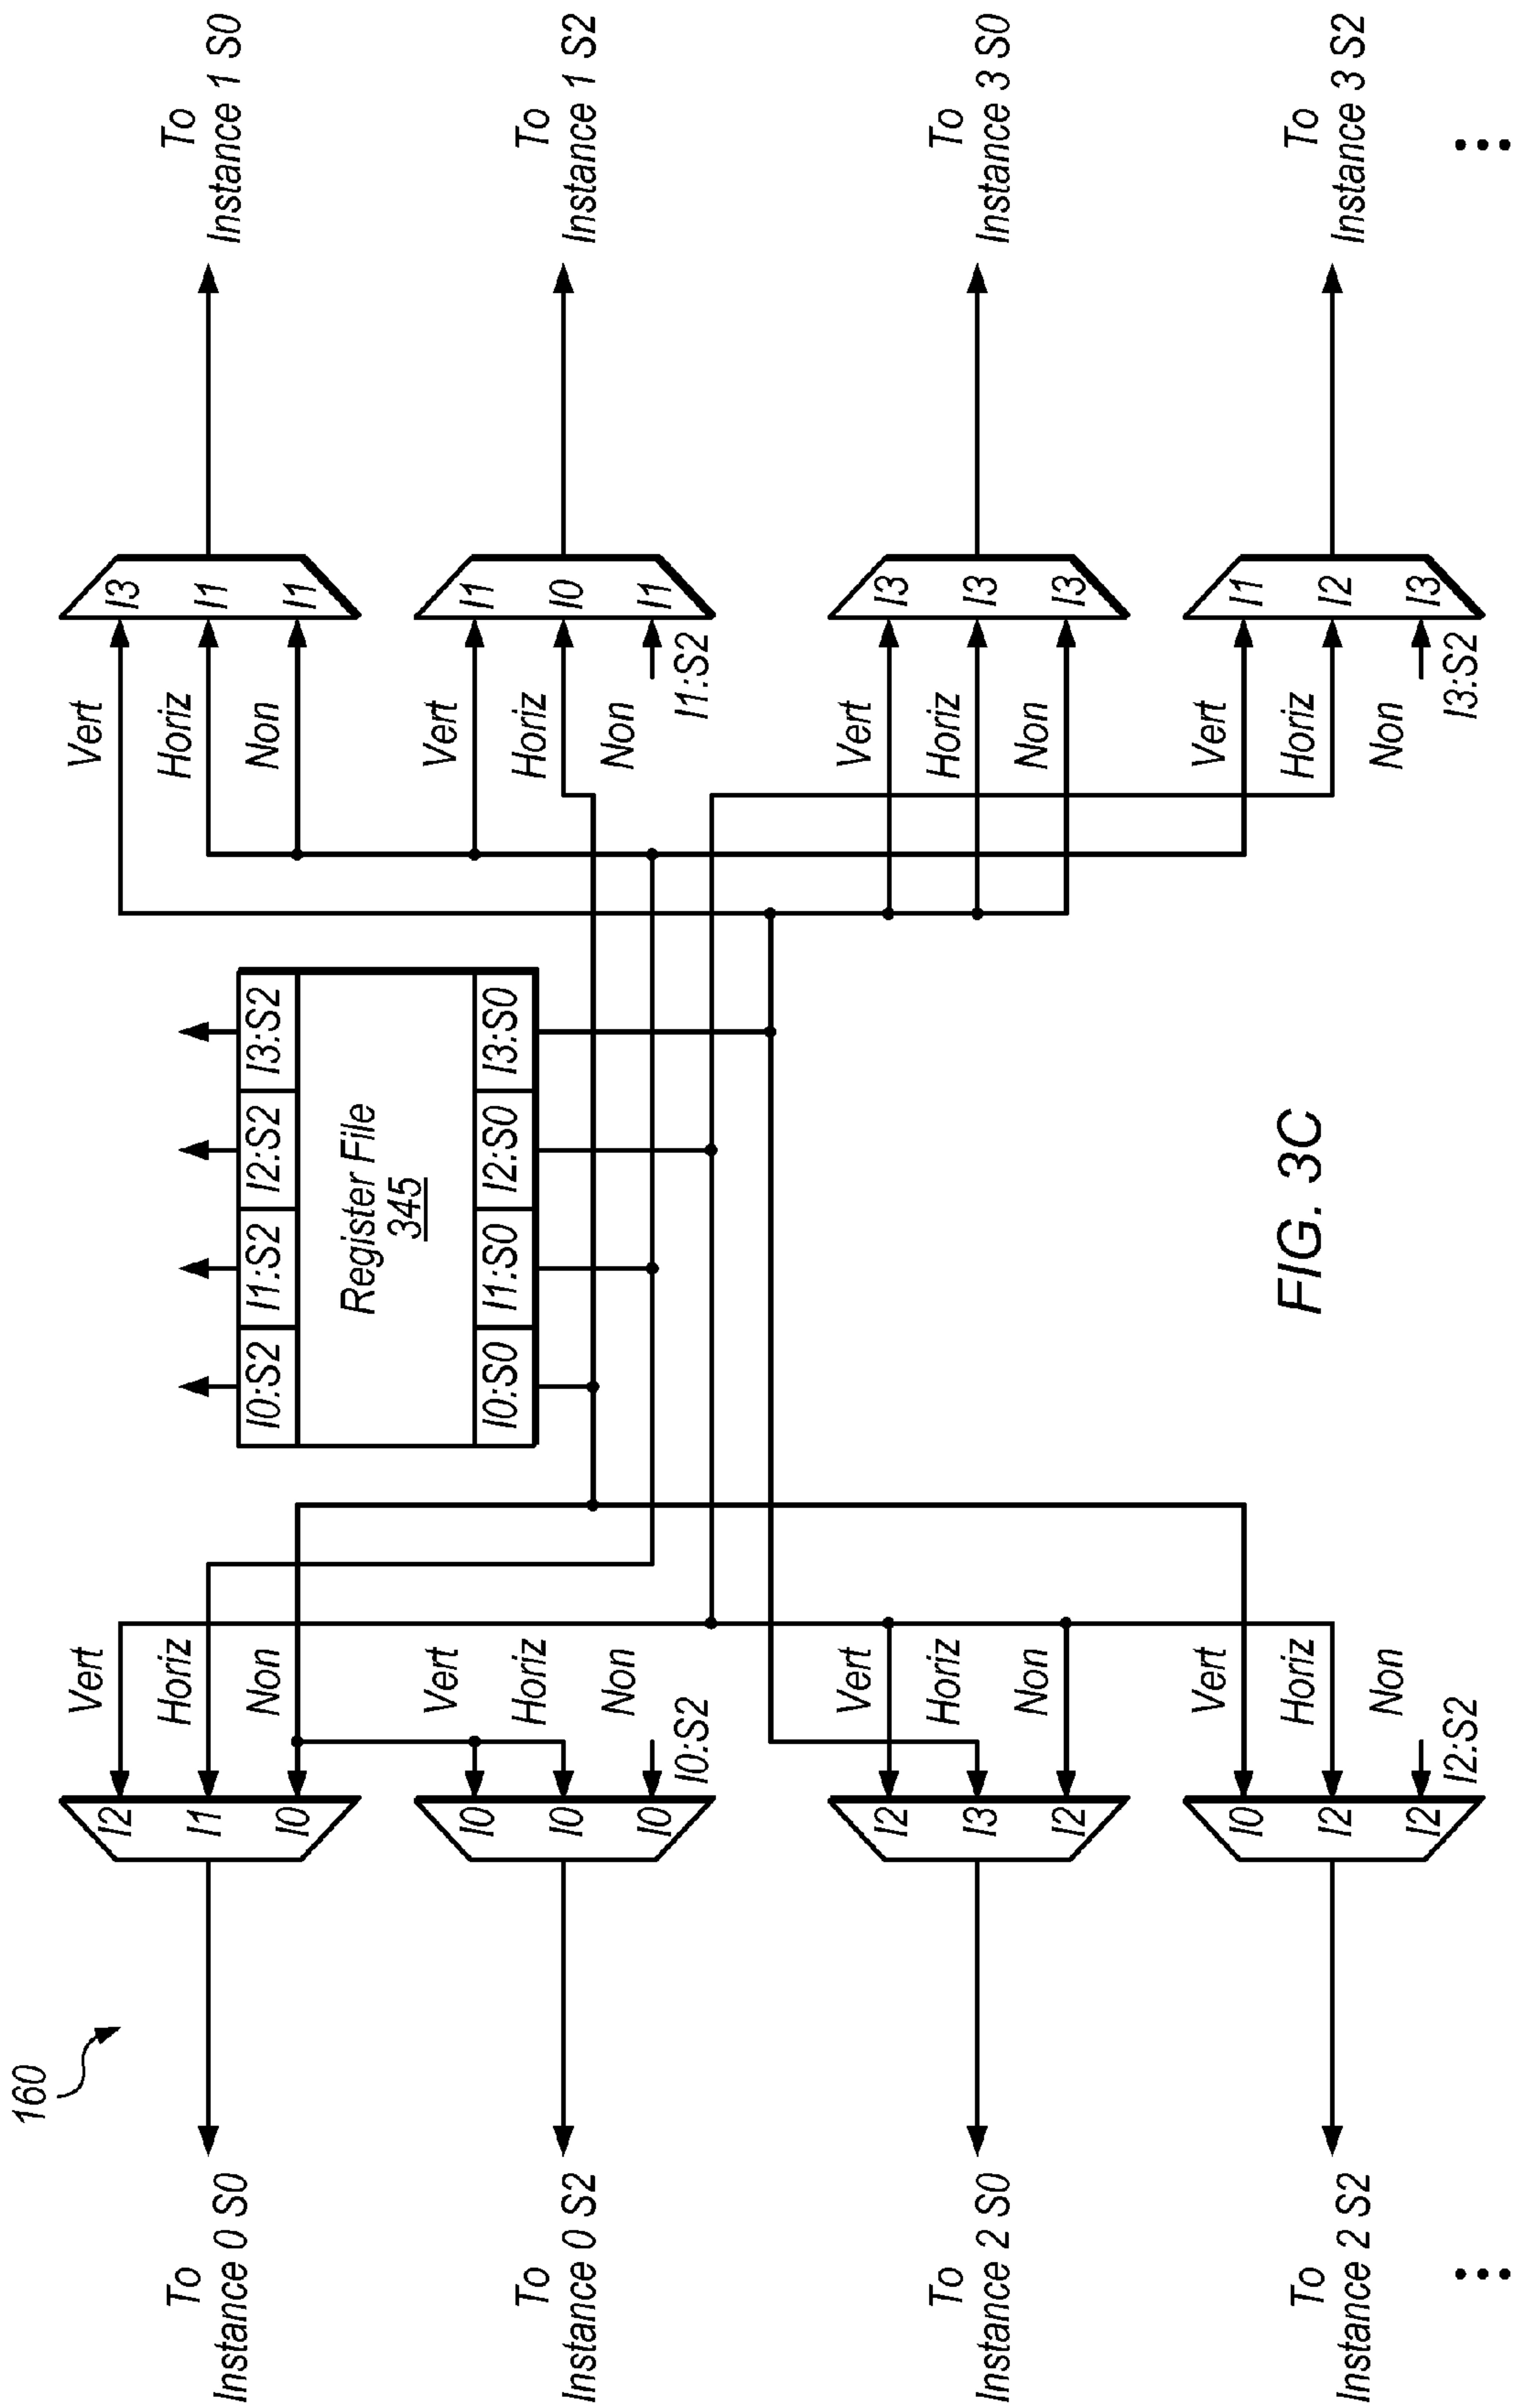 160
To
Instance 0 S0
I2
I1
I0
Vert
Horiz
Non
To
Instance 0 S2
I0
I0
I0
Vert
Horiz
Non
I0:S2
To
Instance 2 S0
I2
I3
I2
Vert
Horiz
Non
To
Instance 2 S2
I0
I2
I2
Vert
Horiz
Non
I2:S2
I0:S2 I1:S2 I2:S2 I3:S2
Register File
345
I0:S0 I1:S0 I2:S0 I3:S0
Vert
Horiz
Non
I3
I1
I1
To
Instance 1 S0
Vert
Horiz
Non
I1:S2
I1
I0
I1
To
Instance 1 S2
Vert
Horiz
Non
I3
I3
I3
To
Instance 3 S0
Vert
Horiz
Non
I3:S2
I1
I2
I3
To
Instance 3 S2
FIG. 3C